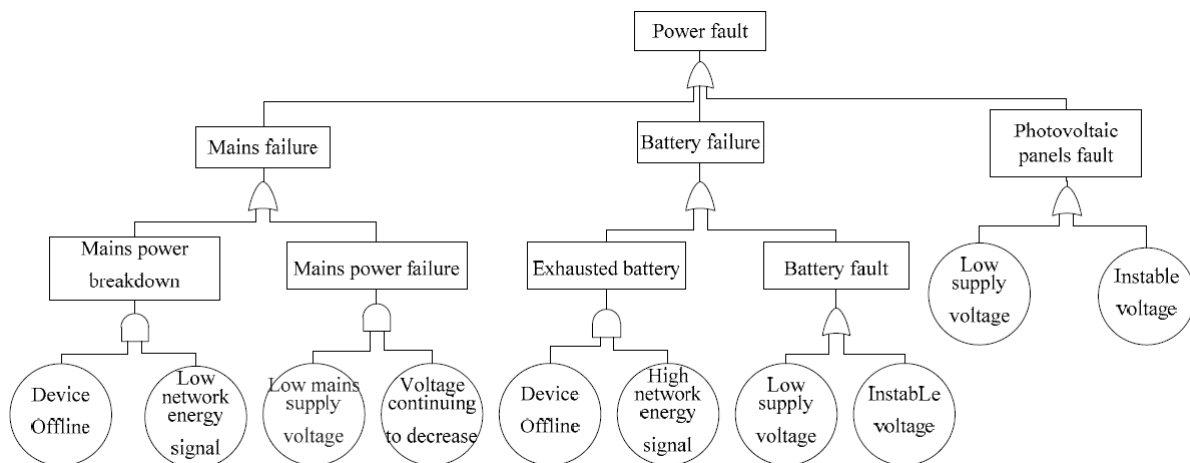 Power fault
Mains failure
Battery failure
Photovoltaic
panels fault
Mains power
breakdown
Mains power failure
Exhausted battery
Battery fault
Low
supply
voltage
Instable
voltage
Device
Offline
Low
network
energy
signal
Low mains
supply
voltage
Voltage
continuing
to decrease
Device
Offline
High
network
energy
signal
Low
supply
voltage
InstabLe
voltage